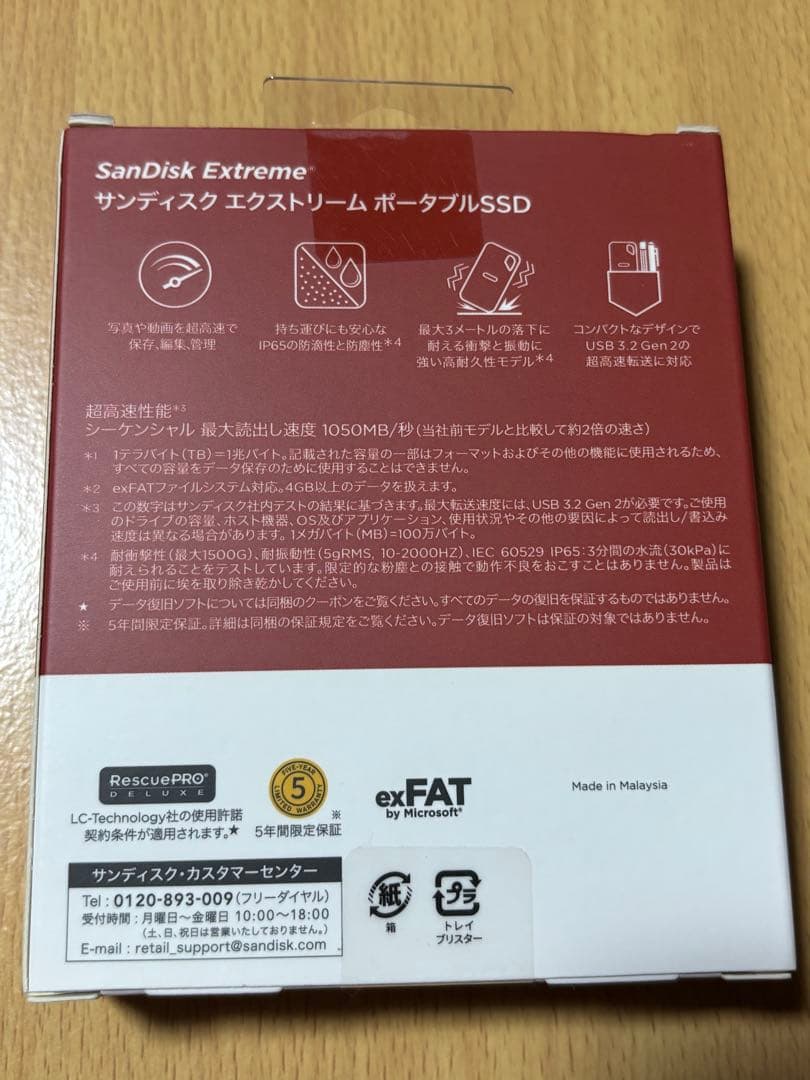 SanDisk Extreme®
サンディスク エクストリーム ポータブルSSD
写真や動画を超高速で
保存、編集、管理
持ち運びにも安心な
IP65の防滴性と防塵性*4
最大3メートルの落下に
耐える衝撃と振動に
強い高耐久性モデル*4
コンパクトなデザインで
USB 3.2 Gen 2の
超高速転送に対応
超高速性能*3
シーケンシャル 最大読出し速度 1050MB/秒(当社前モデルと比較して約2倍の速さ)
*1 1テラバイト(TB)=1兆バイト。記載された容量の一部はフォーマットおよびその他の機能に使用されるため、
すべての容量をデータ保存のために使用することはできません。
*2 exFATファイルシステム対応。4GB以上のデータを扱えます。
*3 この数字はサンディスク社内テストの結果に基づきます。最大転送速度には、USB 3.2 Gen 2が必要です。ご使用
のドライブの容量、ホスト機器、OS及びアプリケーション、使用状況やその他の要因によって読出し/書込み
速度は異なる場合があります。1メガバイト(MB)=100万バイト。
*4 耐衝撃性(最大1500G)、耐振動性(5gRMS, 10-2000HZ)、IEC 60529 IP65:3分間の水流(30kPa)に
耐えられることをテストしています。限定的な粉塵との接触で動作不良をおこすことはありません。製品は
ご使用前に埃を取り除き乾かしてください。
★ データ復旧ソフトについては同梱のクーポンをご覧ください。すべてのデータの復旧を保証するものではありません。
※ 5年間限定保証。詳細は同梱の保証規定をご覧ください。データ復旧ソフトは保証の対象ではありません。
RescuePRO®
DELUXE
LC-Technology社の使用許諾
契約条件が適用されます。★
FIVE-YEAR
5
LIMITED WARRANTY
※
5年間限定保証
exFAT
by Microsoft®
Made in Malaysia
サンディスク・カスタマーセンター
Tel : 0120-893-009(フリーダイヤル)
受付時間 : 月曜日〜金曜日 10:00〜18:00
(土、日、祝日は営業いたしておりません。)
E-mail : retail_support@sandisk.com
紙
箱
プラ
トレイ
ブリスター